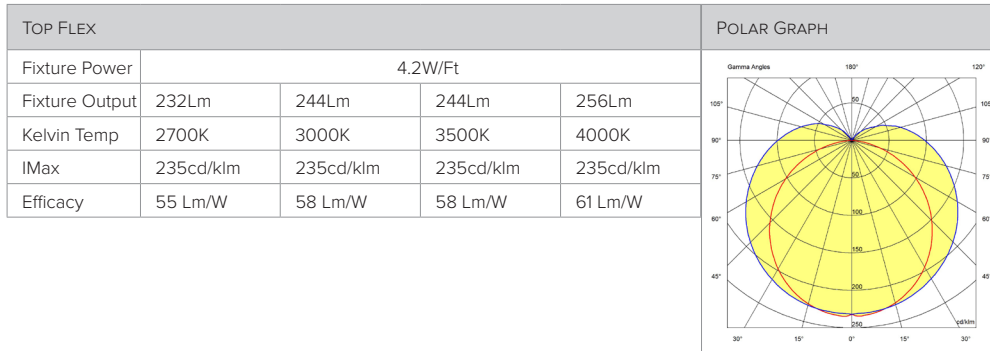 TOP FLEX
Fixture Power 4.2W/Ft
Fixture Output 232Lm 244Lm 244Lm 256Lm
Kelvin Temp 2700K 3000K 3500K 4000K
IMax 235cd/klm 235cd/klm 235cd/klm 235cd/klm
Efficacy 55 Lm/W 58 Lm/W 58 Lm/W 61 Lm/W
POLAR GRAPH
Gamma Angles 180° 120°
105° 50 105
90° 90
75° 50 75
60° 100 60
150
45° 200 45
250 cd/klm
30° 15° 0° 15° 30°